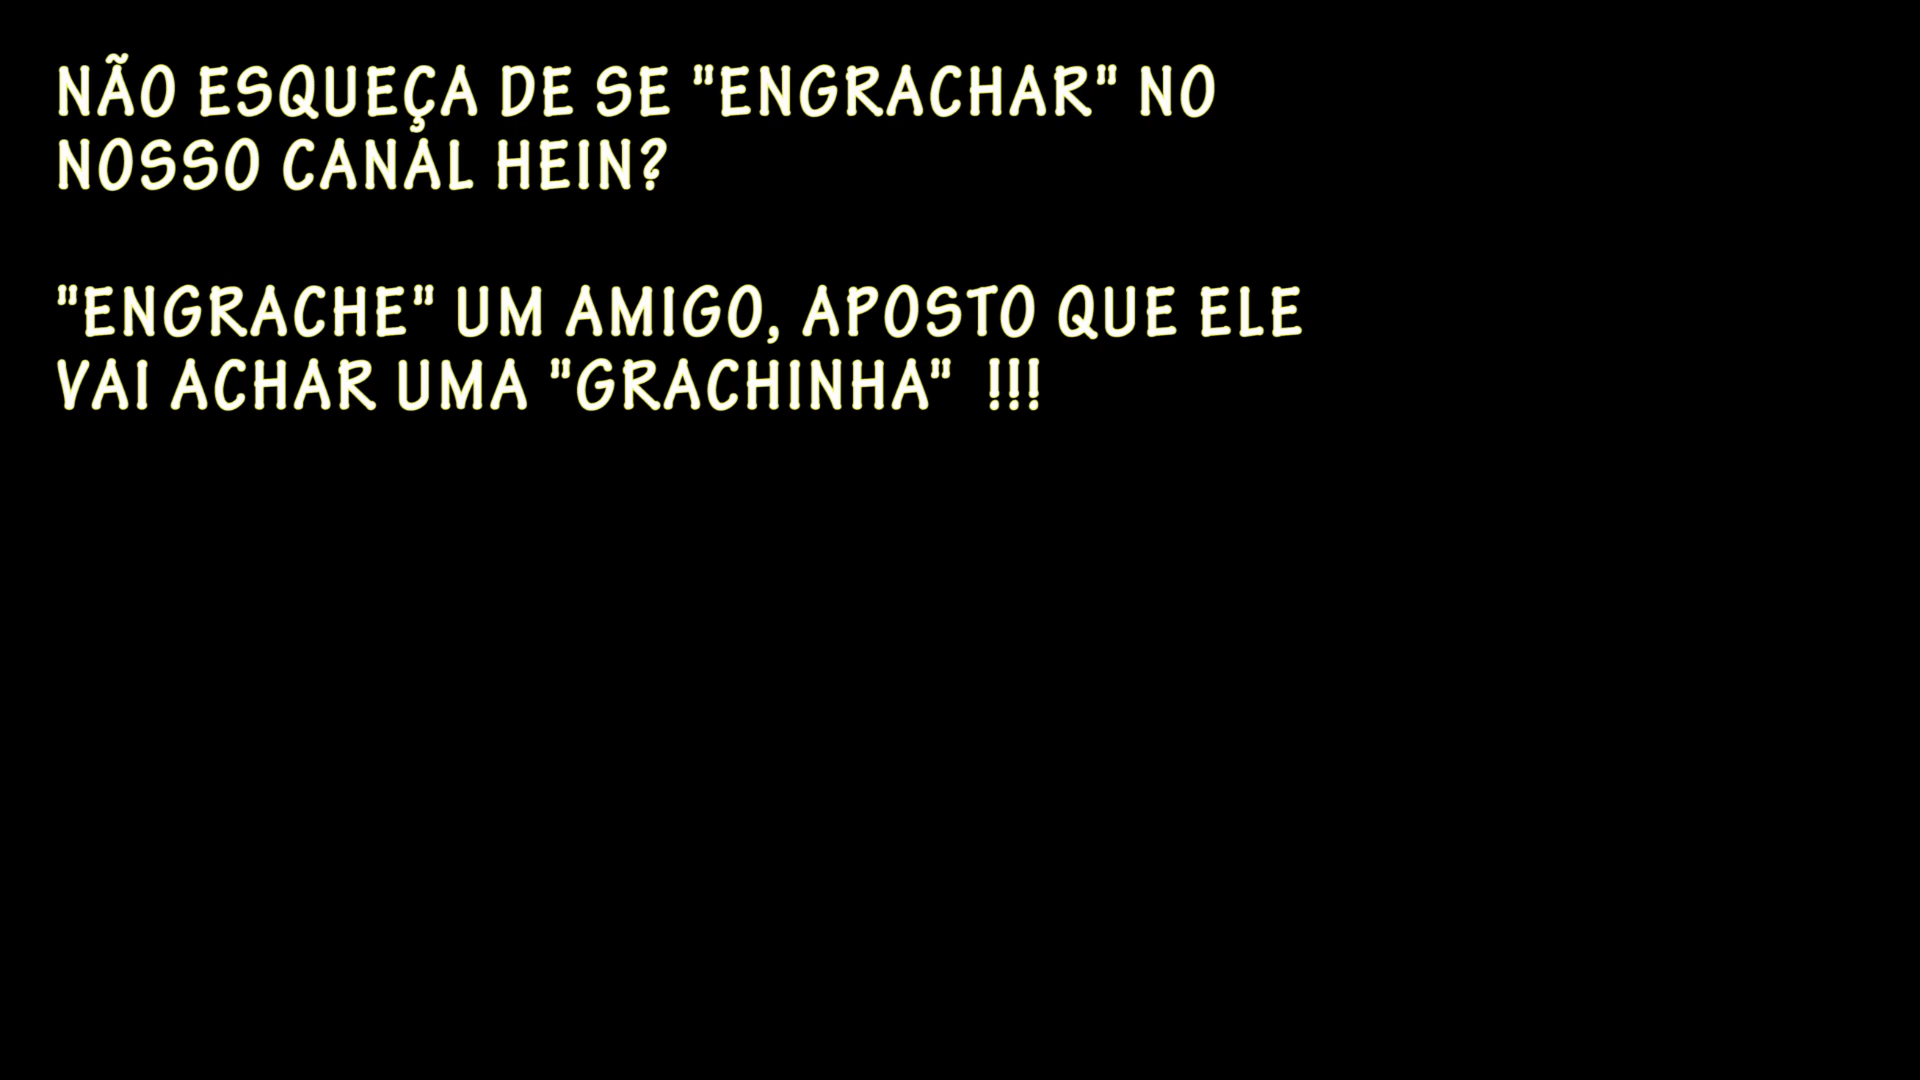 NÃO ESQUEÇA DE SE "ENGRACHAR" NO
NOSSO CANAL HEIN?
"ENGRACHE" UM AMIGO, APOSTO QUE ELE
VAI ACHAR UMA "GRACHINHA" !!!